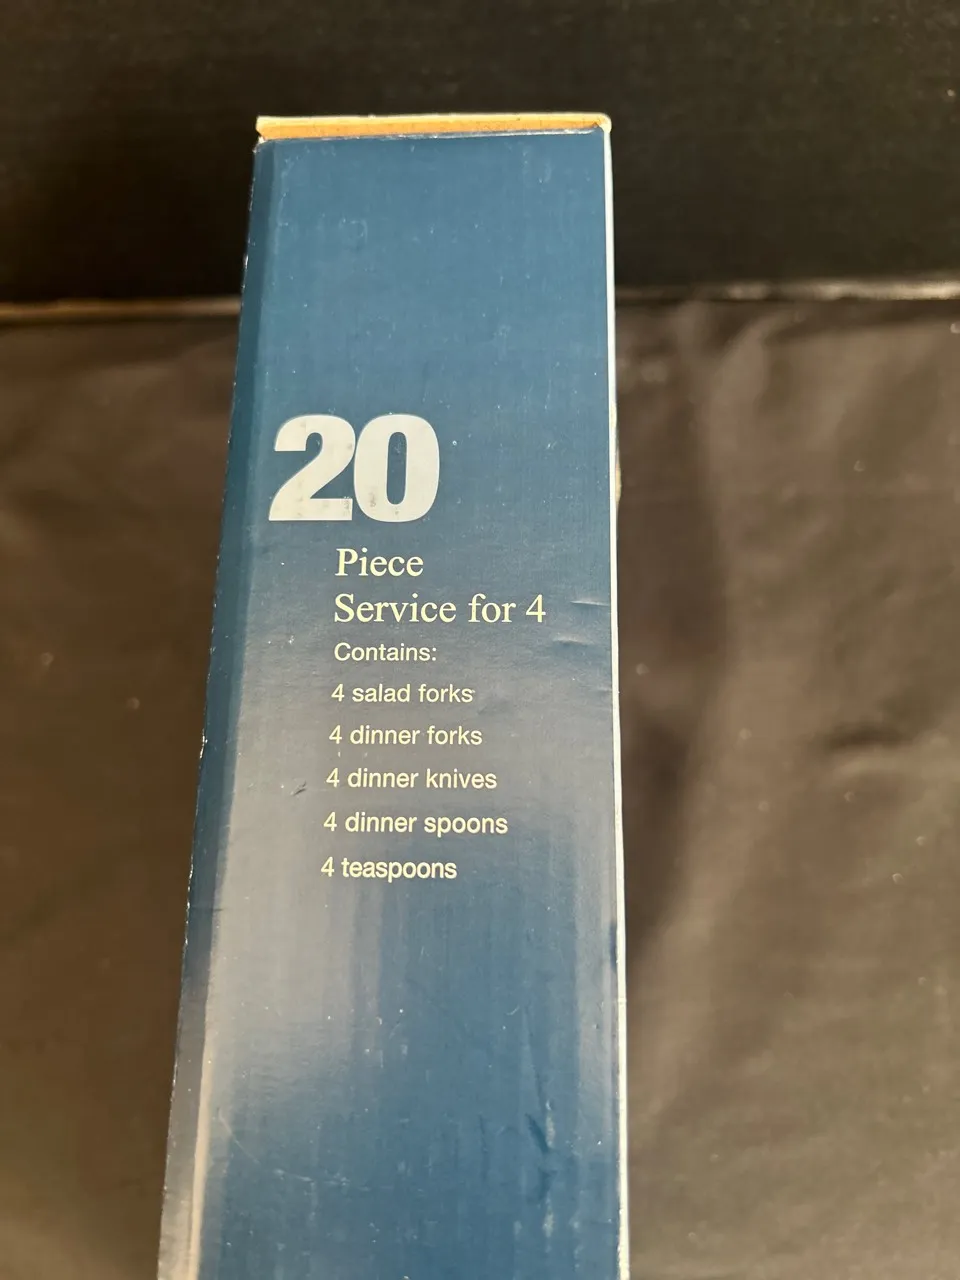 20
Piece
Service for 4
Contains:
4 salad forks
4 dinner forks
4 dinner knives
4 dinner spoons
4 teaspoons